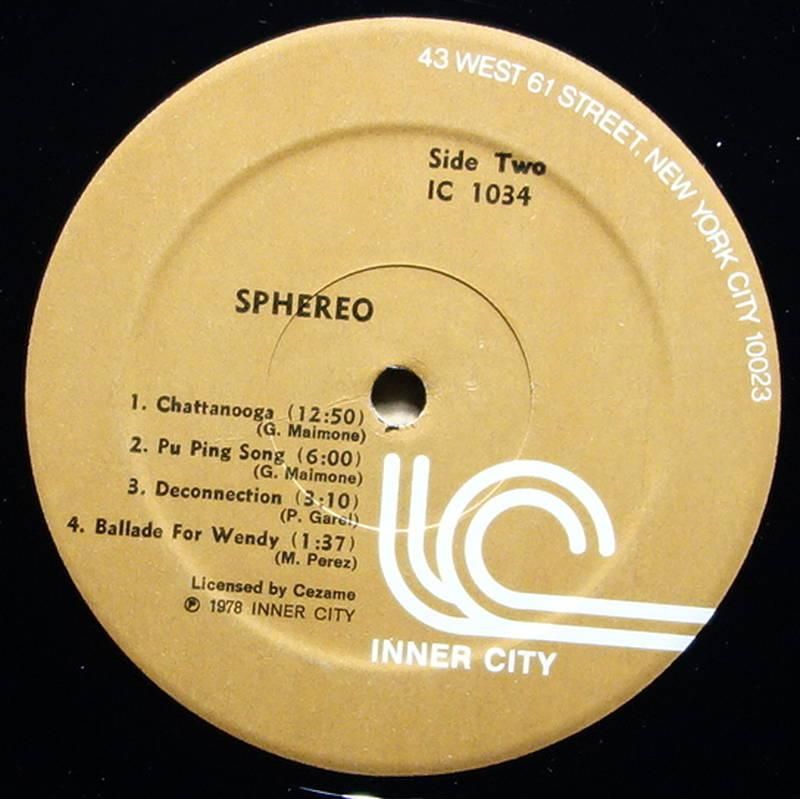 43 WEST 61 STREET, NEW YORK CITY 10023
Side Two
IC 1034
SPHEREO
1. Chattanooga (12:50)
(G. Maimone)
2. Pu Ping Song (6:00)
(G. Maimone)
3. Deconnection (3:10)
(P. Garel)
4. Ballade For Wendy (1:37)
(M. Perez)
Licensed by Cezame
℗ 1978 INNER CITY
IC
INNER CITY